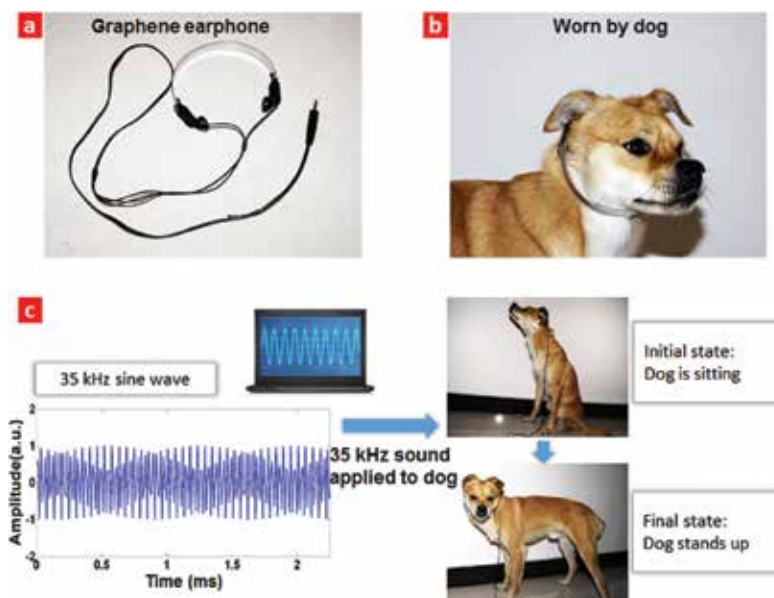 a
Graphene earphone
b
Worn by dog
c
35 kHz sine wave
Initial state:
Dog is sitting
35 kHz sound
applied to dog
Amplitude(a.u.)
2
1
0
-1
-2
0
0.5
1
1.5
2
Time (ms)
Final state:
Dog stands up